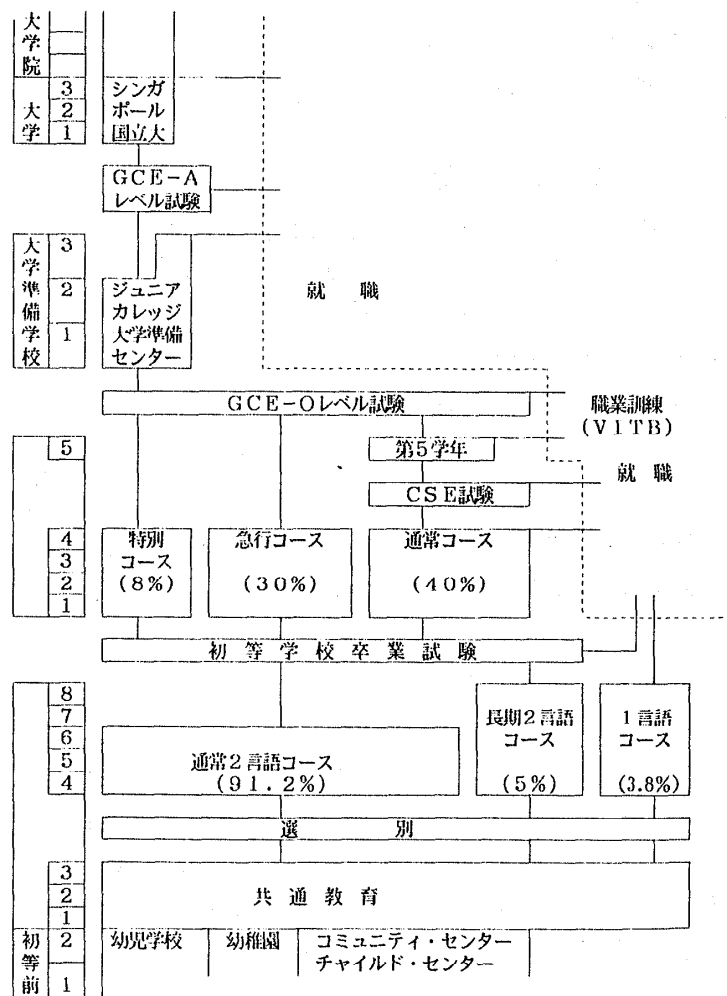 大学院
大学
3
2
1
シンガ
ポール
国立大
GCE-A
レベル試験
大学準備学校
3
2
1
ジュニア
カレッジ
大学準備
センター
就 職
GCE-Oレベル試験
職業訓練
(VITB)
5
第5学年
就 職
CSE試験
4
3
2
1
特別
コース
(8%)
急行コース
(30%)
通常コース
(40%)
初等学校卒業試験
8
7
6
5
4
通常2言語コース
(91.2%)
長期2言語
コース
(5%)
1言語
コース
(3.8%)
選 別
3
2
1
共通教育
初等前
2
1
幼児学校
幼稚園
コミュニティ・センター
チャイルド・センター